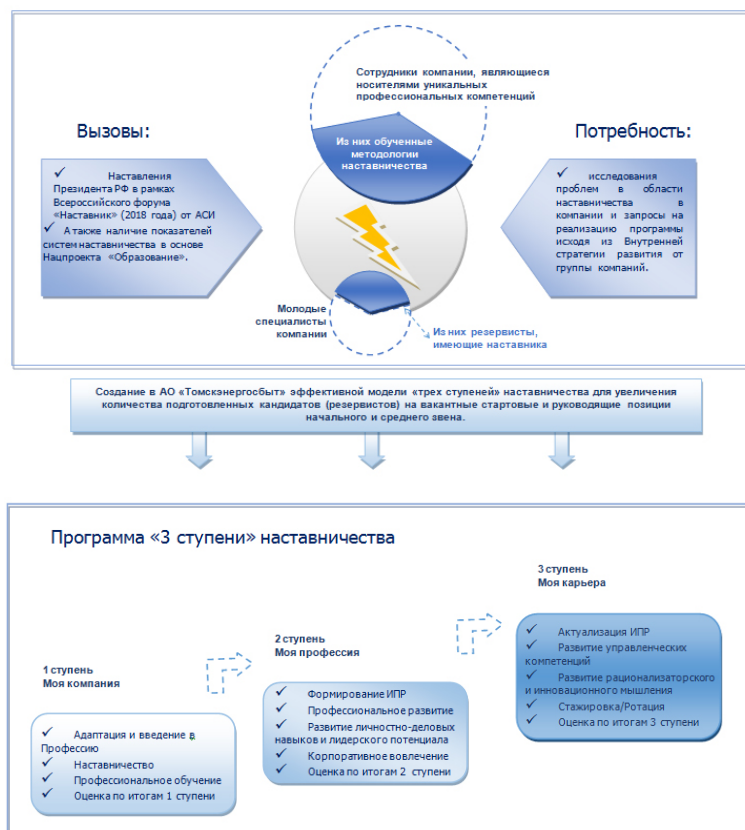 Сотрудники компании, являющиеся
носителями уникальных
профессиональных компетенций
Вызовы:
Потребность:
Из них обученные
методологии
наставничества
✓ Наставления
Президента РФ в рамках
Всероссийского форума
«Наставник» (2018 года) от АСИ
✓ А также наличие показателей
систем наставничества в основе
Нацпроекта «Образование».
✓ исследования
проблем в области
наставничества в
компании и запросы на
реализацию программы
исходя из Внутренней
стратегии развития от
группы компаний.
Молодые
специалисты
компании
Из них резервисты,
имеющие наставника
Создание в АО «Томскэнергосбыт» эффективной модели «трех ступеней» наставничества для увеличения
количества подготовленных кандидатов (резервистов) на вакантные стартовые и руководящие позиции
начального и среднего звена.
Программа «3 ступени» наставничества
1 ступень
Моя компания
✓ Адаптация и введение в
Профессию
✓ Наставничество
✓ Профессиональное обучение
✓ Оценка по итогам 1 ступени
2 ступень
Моя профессия
✓ Формирование ИПР
✓ Профессиональное развитие
✓ Развитие личностно-деловых
навыков и лидерского потенциала
✓ Корпоративное вовлечение
✓ Оценка по итогам 2 ступени
3 ступень
Моя карьера
✓ Актуализация ИПР
✓ Развитие управленческих
компетенций
✓ Развитие рационализаторского
и инновационного мышления
✓ Стажировка/Ротация
✓ Оценка по итогам 3 ступени